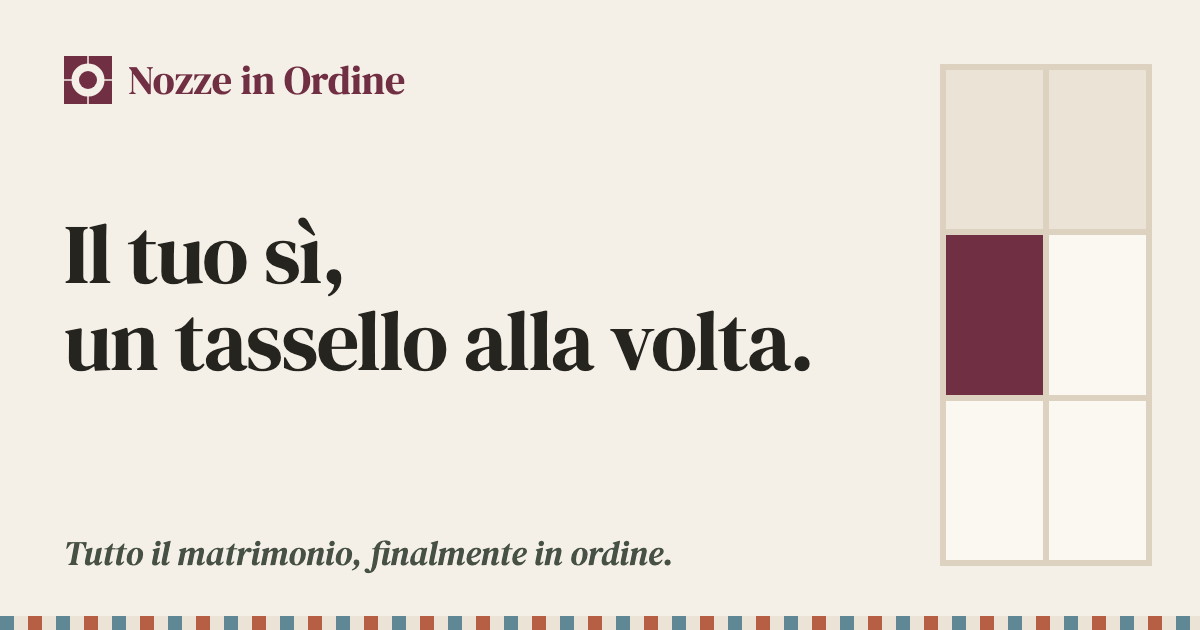 Nozze in Ordine
Il tuo sì,
un tassello alla volta.
Tutto il matrimonio, finalmente in ordine.